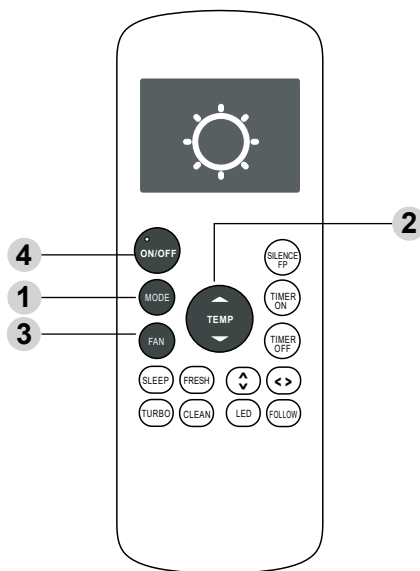 2
4
ON/OFF
SILENCE
FP
1
MODE
TEMP
TIMER
ON
3
FAN
TIMER
OFF
SLEEP
FRESH
TURBO
CLEAN
LED
FOLLOW